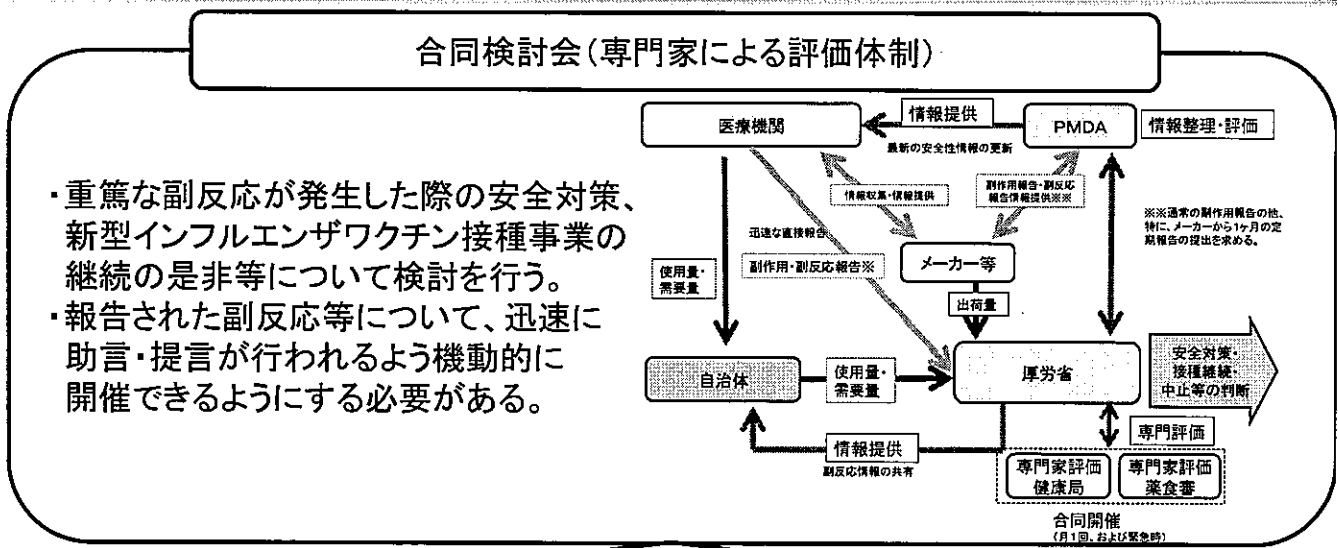 合同検討会(専門家による評価体制)
・重篤な副反応が発生した際の安全対策、
新型インフルエンザワクチン接種事業の
継続の是非等について検討を行う。
・報告された副反応等について、迅速に
助言・提言が行われるよう機動的に
開催できるようにする必要がある。
医療機関
情報提供
最新の安全性情報の更新
PMDA
情報整理・評価
情報収集・情報提供
副作用報告・副反応
報告情報提供※※
※※通常の副作用報告の他、
特に、メーカーから1ヶ月の定
期報告の提出を求める。
迅速な直接報告
副作用・副反応報告※
メーカー等
使用量・
需要量
出荷量
自治体
使用量・
需要量
厚労省
安全対策・
接種継続・
中止等の判断
情報提供
副反応情報の共有
専門評価
専門家評価
健康局
専門家評価
薬食審
合同開催
(月1回、および緊急時)